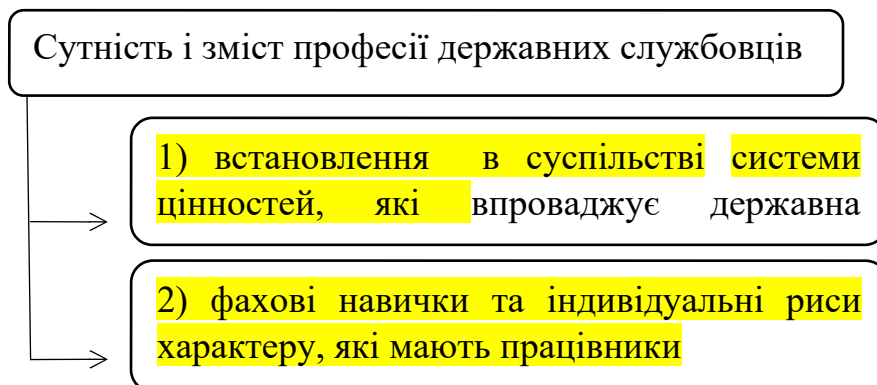 Сутність і зміст професії державних службовців
1) встановлення в суспільстві системи
цінностей, які впроваджує державна
2) фахові навички та індивідуальні риси
характеру, які мають працівники